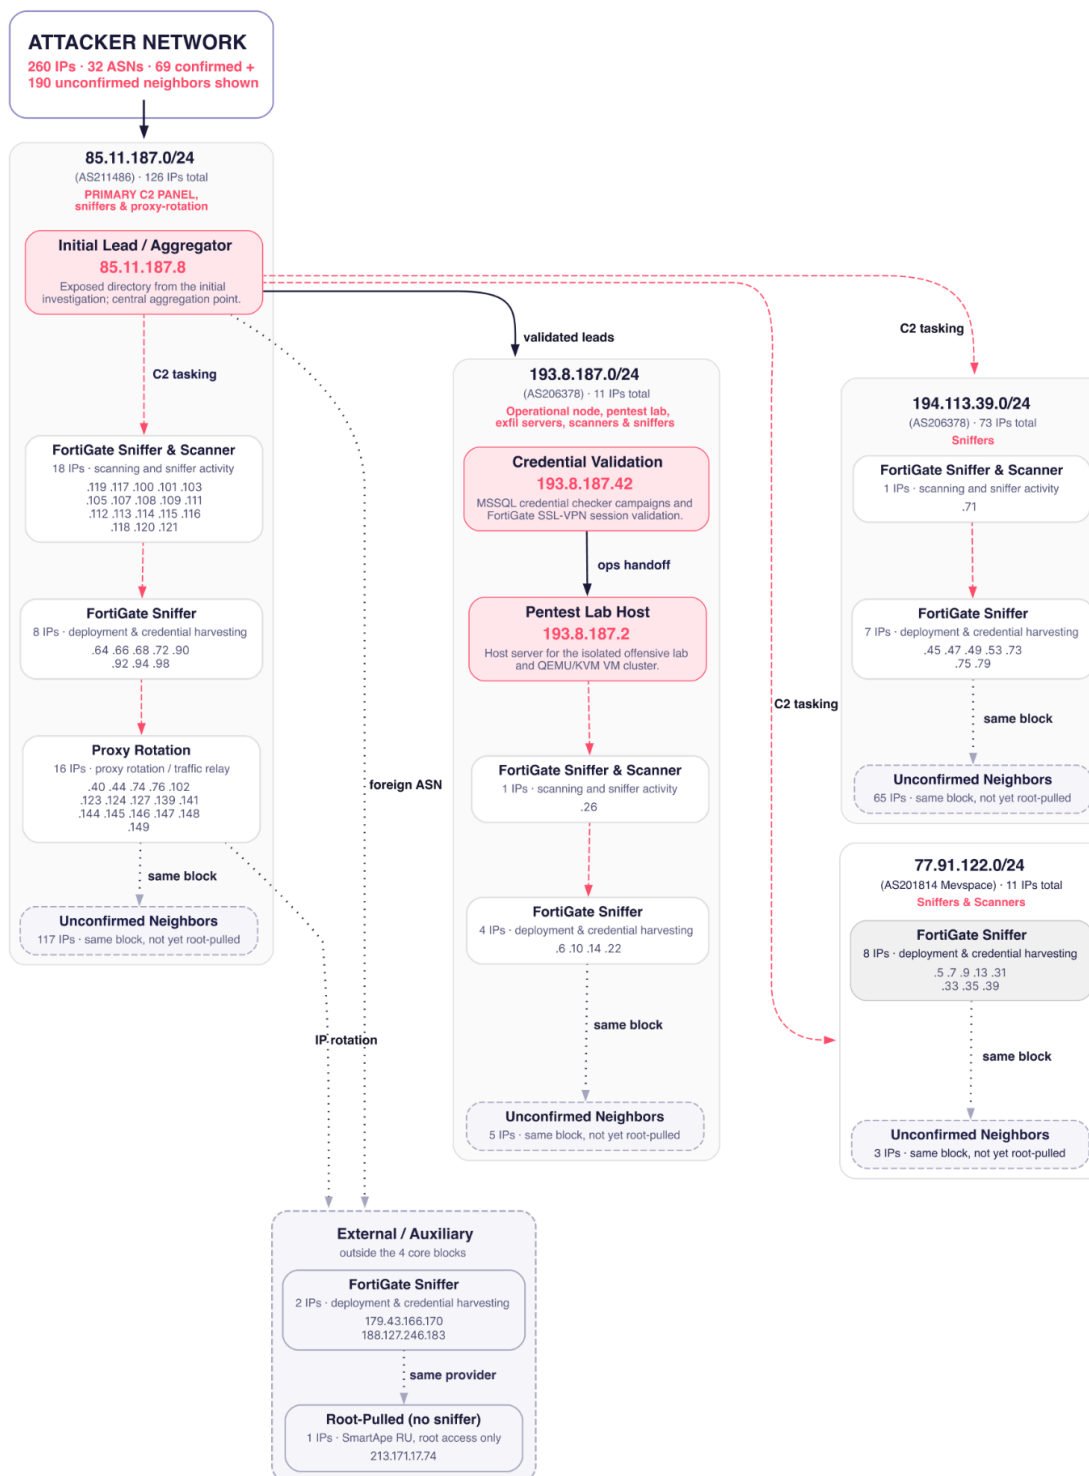 ATTACKER NETWORK
260 IPs · 32 ASNs · 69 confirmed +
190 unconfirmed neighbors shown
85.11.187.0/24
(AS211486) · 126 IPs total
PRIMARY C2 PANEL,
sniffers & proxy-rotation
Initial Lead / Aggregator
85.11.187.8
Exposed directory from the initial
investigation; central aggregation point.
C2 tasking
FortiGate Sniffer & Scanner
18 IPs · scanning and sniffer activity
.119 .117 .100 .101 .103
.105 .107 .108 .109 .111
.112 .113 .114 .115 .116
.118 .120 .121
FortiGate Sniffer
8 IPs · deployment & credential harvesting
.64 .66 .68 .72 .90
.92 .94 .98
Proxy Rotation
16 IPs · proxy rotation / traffic relay
.40 .44 .74 .76 .102
.123 .124 .127 .139 .141
.144 .145 .146 .147 .148
.149
same block
Unconfirmed Neighbors
117 IPs · same block, not yet root-pulled
foreign ASN
IP rotation
validated leads
193.8.187.0/24
(AS206378) · 11 IPs total
Operational node, pentest lab,
exfil servers, scanners & sniffers
Credential Validation
193.8.187.42
MSSQL credential checker campaigns and
FortiGate SSL-VPN session validation.
ops handoff
Pentest Lab Host
193.8.187.2
Host server for the isolated offensive lab
and QEMU/KVM VM cluster.
FortiGate Sniffer & Scanner
1 IPs · scanning and sniffer activity
.26
FortiGate Sniffer
4 IPs · deployment & credential harvesting
.6 .10 .14 .22
same block
Unconfirmed Neighbors
5 IPs · same block, not yet root-pulled
C2 tasking
C2 tasking
194.113.39.0/24
(AS206378) · 73 IPs total
Sniffers
FortiGate Sniffer & Scanner
1 IPs · scanning and sniffer activity
.71
FortiGate Sniffer
7 IPs · deployment & credential harvesting
.45 .47 .49 .53 .73
.75 .79
same block
Unconfirmed Neighbors
65 IPs · same block, not yet root-pulled
77.91.122.0/24
(AS201814 Mevspace) · 11 IPs total
Sniffers & Scanners
FortiGate Sniffer
8 IPs · deployment & credential harvesting
.5 .7 .9 .13 .31
.33 .35 .39
same block
Unconfirmed Neighbors
3 IPs · same block, not yet root-pulled
External / Auxiliary
outside the 4 core blocks
FortiGate Sniffer
2 IPs · deployment & credential harvesting
179.43.166.170
188.127.246.183
same provider
Root-Pulled (no sniffer)
1 IPs · SmartApe RU, root access only
213.171.17.74